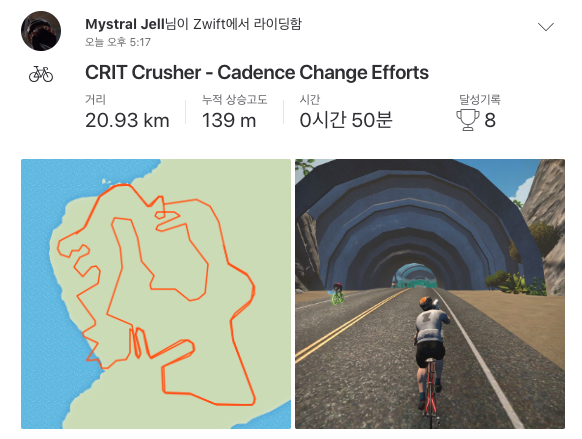 Mystral Jell님이 Zwift에서 라이딩함
오늘 오후 5:17
CRIT Crusher - Cadence Change Efforts
거리
20.93 km
누적 상승고도
139 m
시간
0시간 50분
달성기록
8